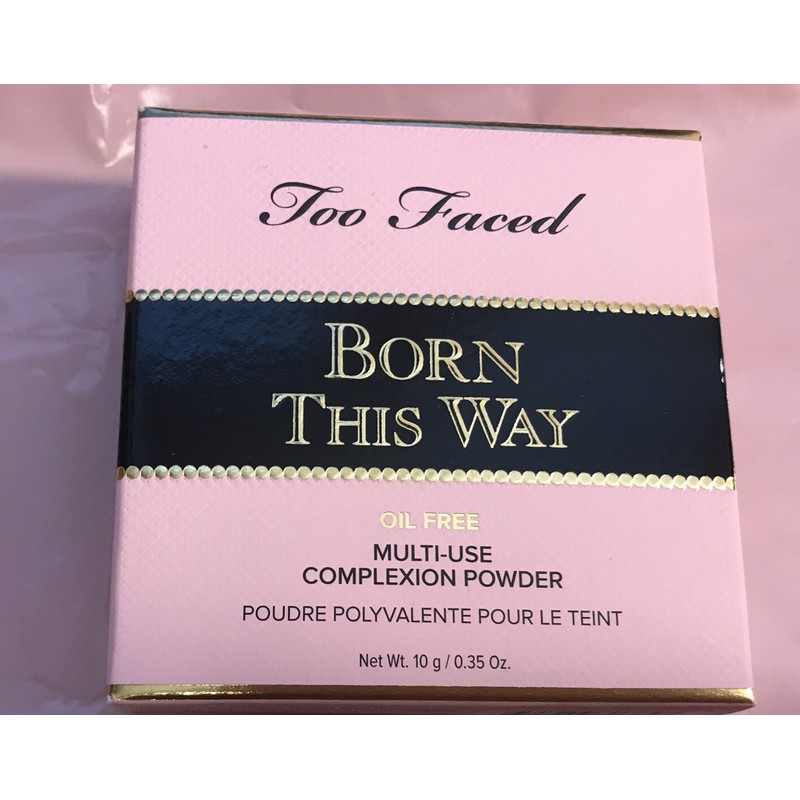 Too Faced
BORN
THIS WAY
OIL FREE
MULTI-USE
COMPLEXION POWDER
POUDRE POLYVALENTE POUR LE TEINT
Net Wt. 10 g / 0.35 Oz.